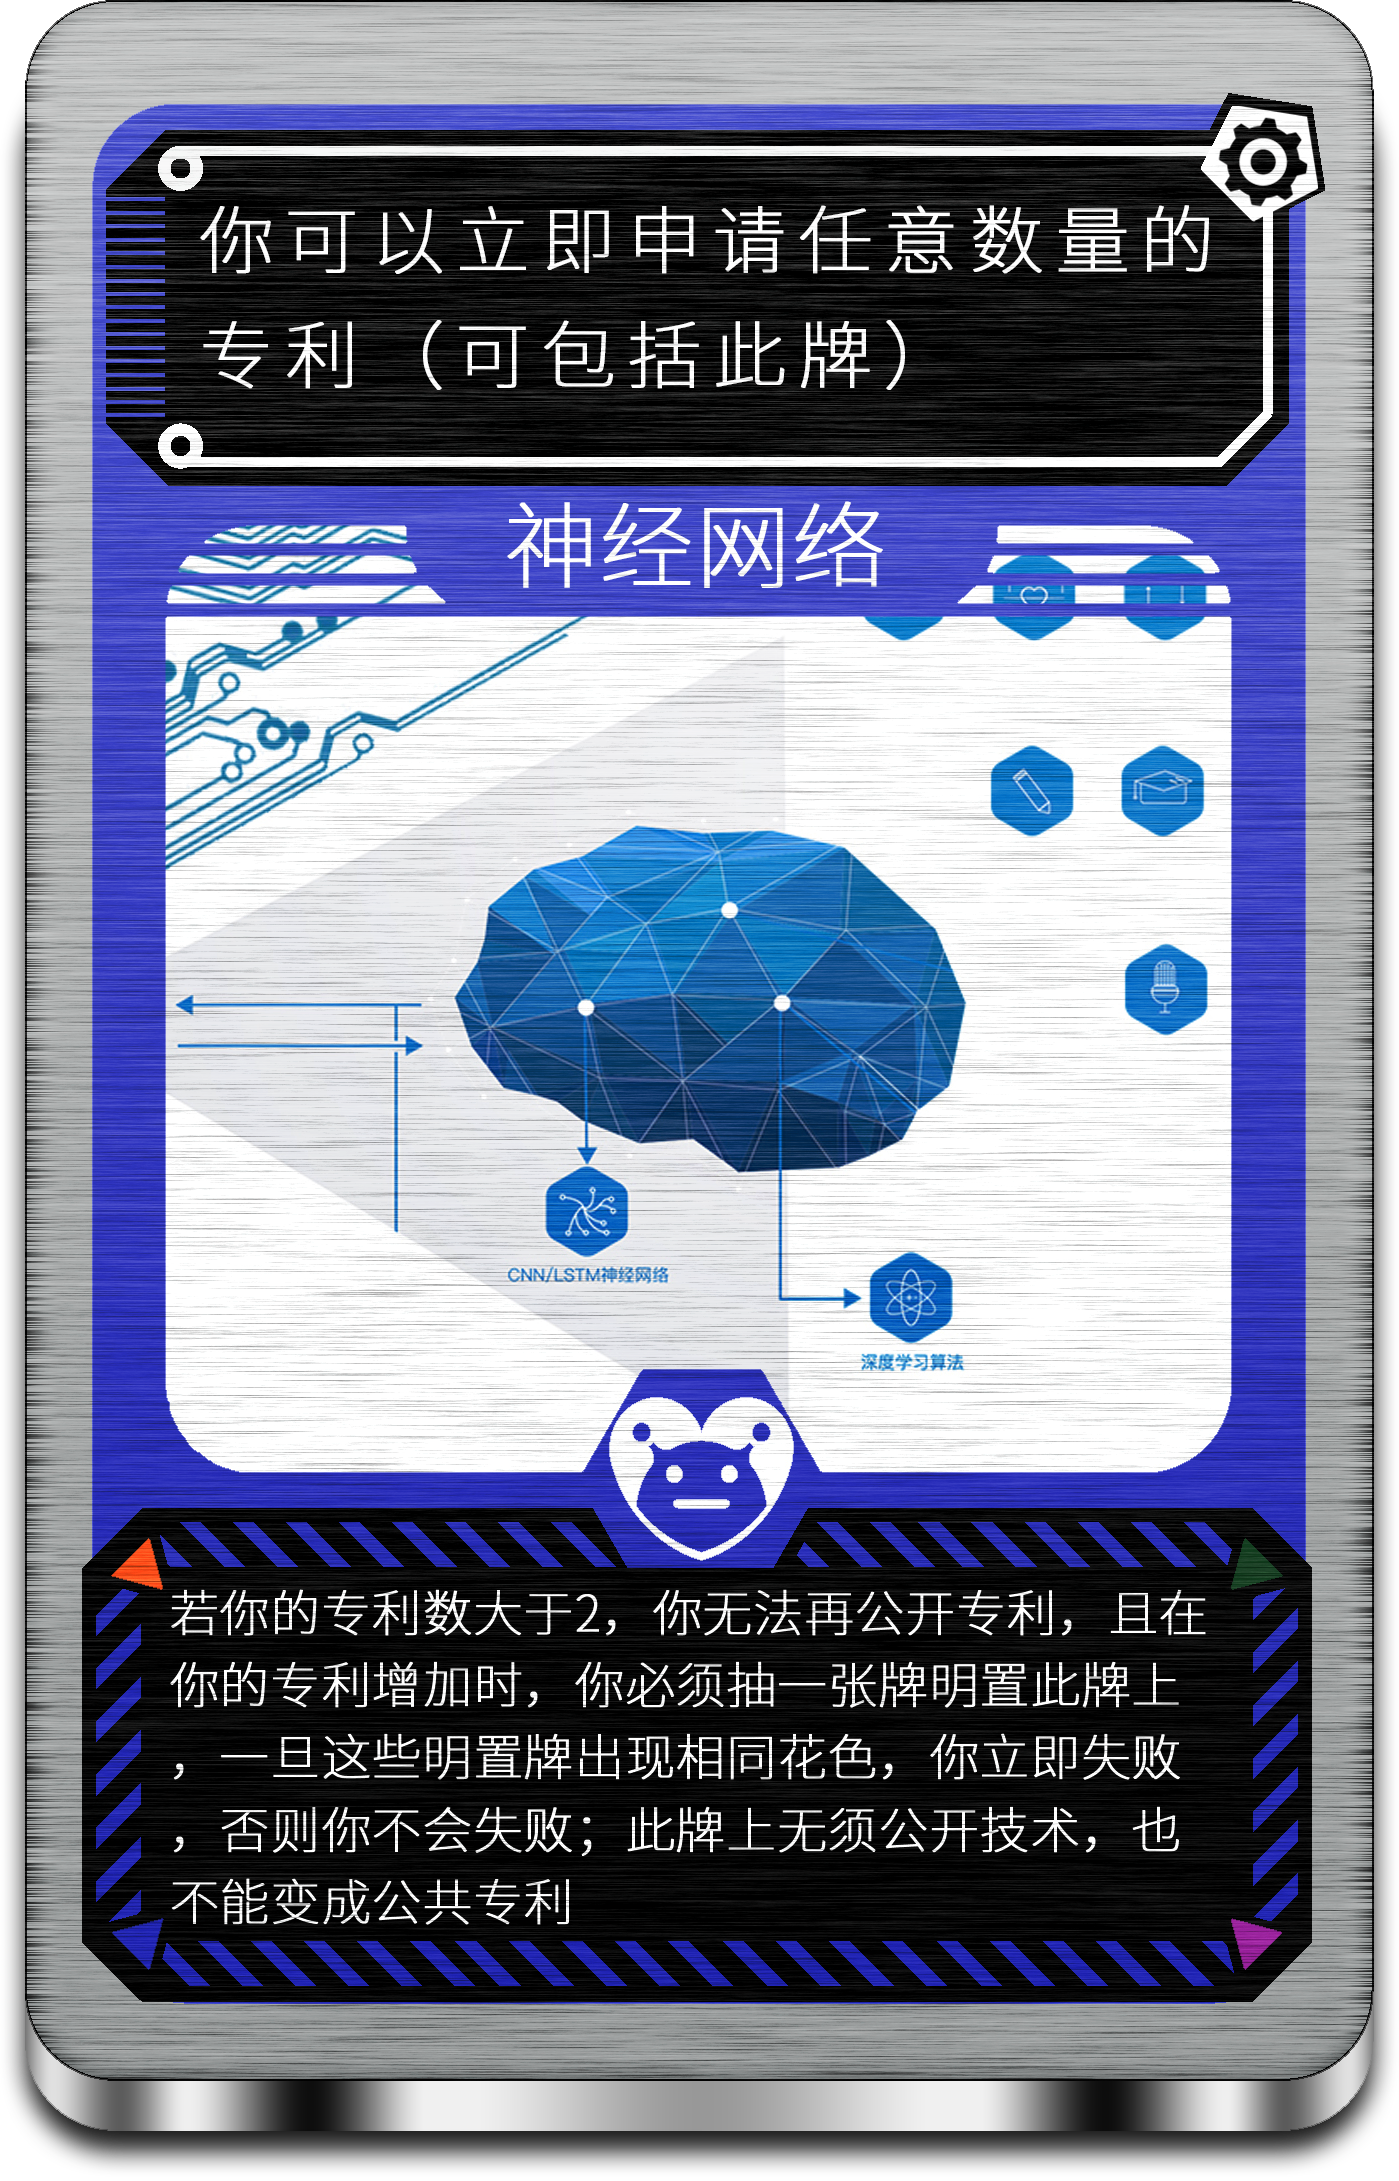 你可以立即申请任意数量的
专利（可包括此牌）
神经网络
CNN/LSTM神经网络
深度学习算法
若你的专利数大于2，你无法再公开专利，且在
你的专利增加时，你必须抽一张牌明置此牌上
，一旦这些明置牌出现相同花色，你立即失败
，否则你不会失败；此牌上无须公开技术，也
不能变成公共专利